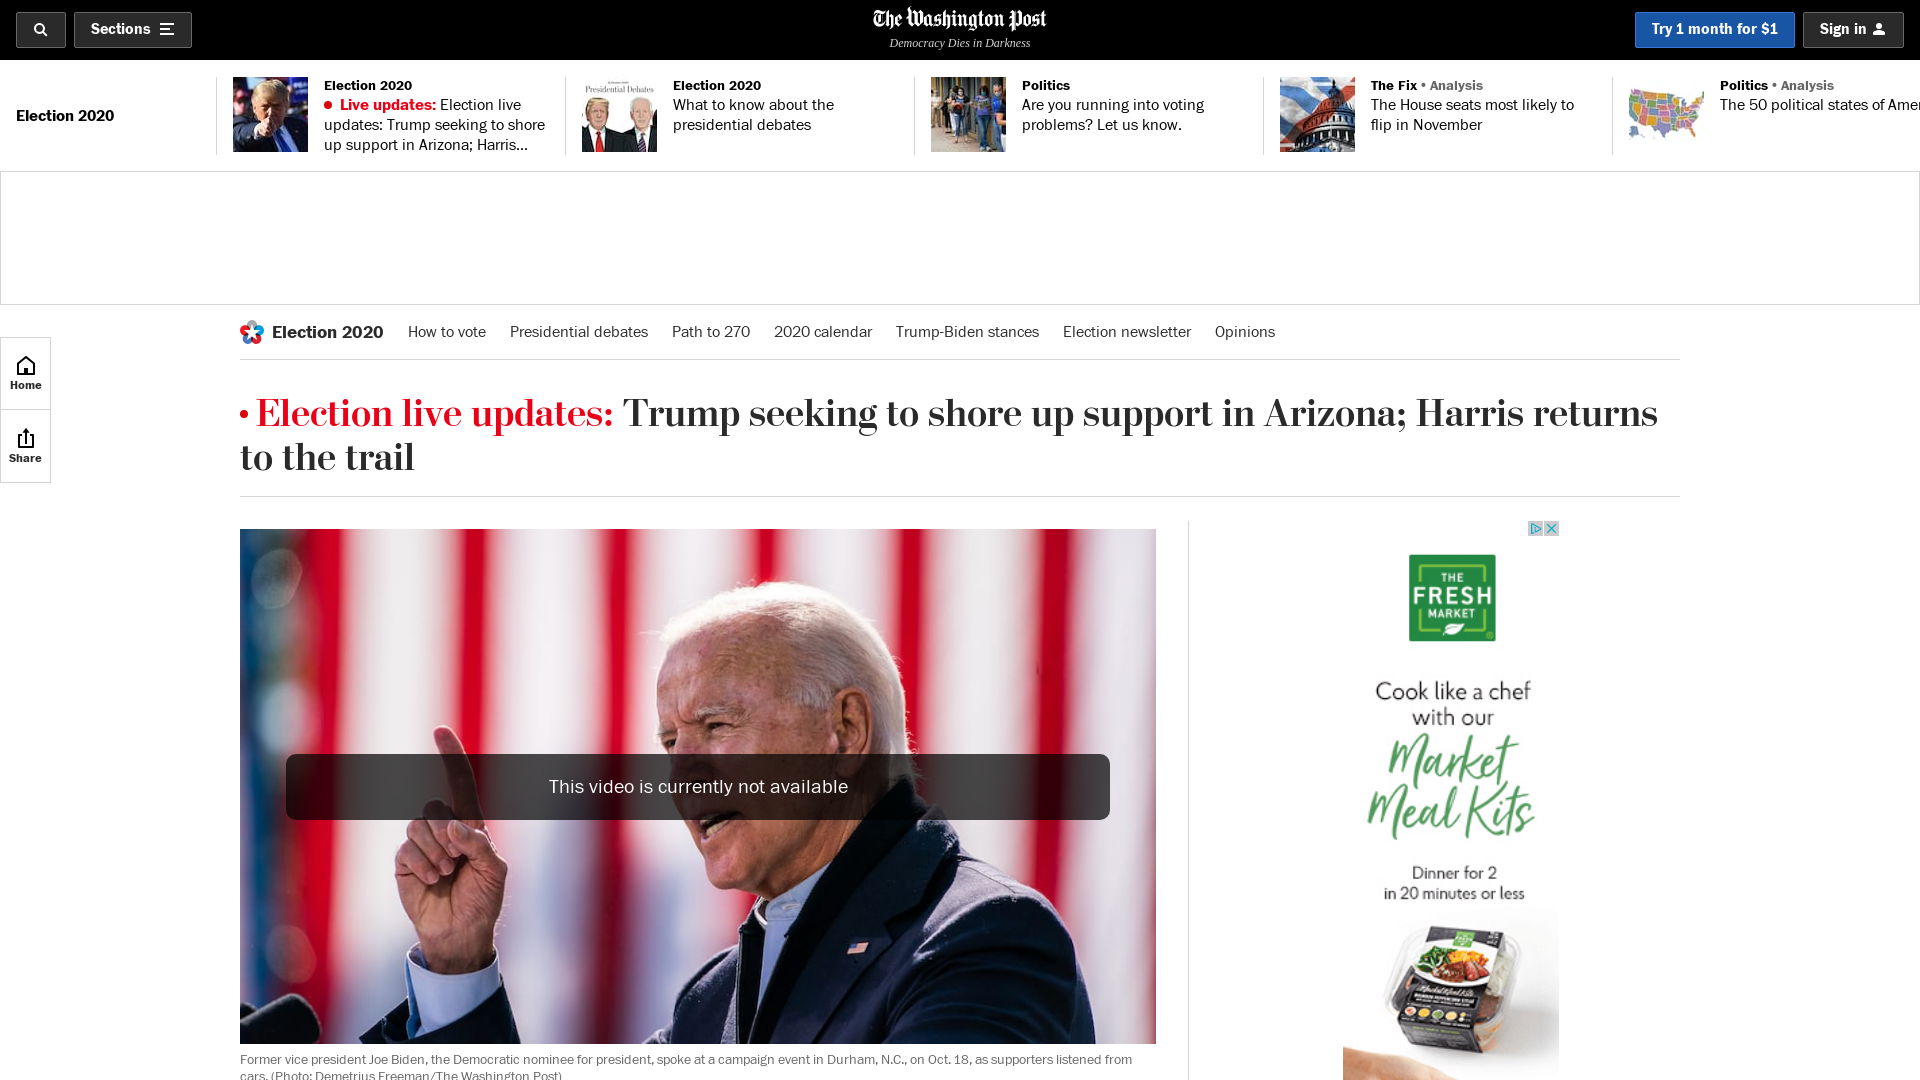 Sections
The Washington Post
Democracy Dies in Darkness
Try 1 month for $1
Sign in
Election 2020
Election 2020
Live updates: Election live
updates: Trump seeking to shore
up support in Arizona; Harris...
Presidential Debates
Election 2020
What to know about the
presidential debates
Politics
Are you running into voting
problems? Let us know.
The Fix • Analysis
The House seats most likely to
flip in November
Politics • Analysis
The 50 political states of Amer
Election 2020
How to vote
Presidential debates
Path to 270
2020 calendar
Trump-Biden stances
Election newsletter
Opinions
Home
Share
• Election live updates: Trump seeking to shore up support in Arizona; Harris returns
to the trail
This video is currently not available
Former vice president Joe Biden, the Democratic nominee for president, spoke at a campaign event in Durham, N.C., on Oct. 18, as supporters listened from
cars. (Photo: Demetrius Freeman/The Washington Post)
THE
FRESH
MARKET
Cook like a chef
with our
Market
Meal Kits
Dinner for 2
in 20 minutes or less
Market Meal Kits